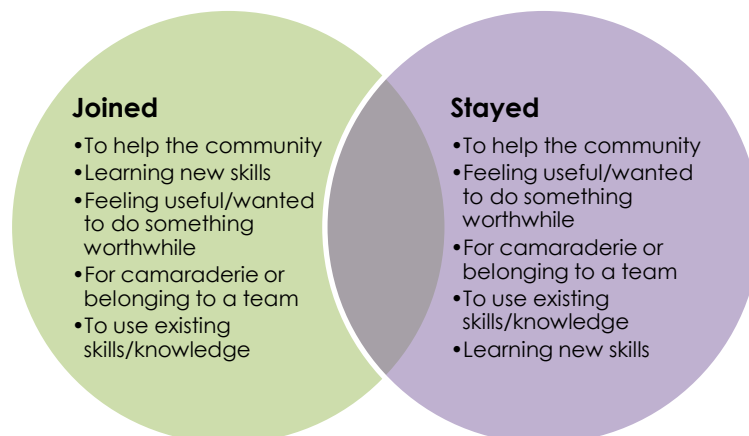 Joined
•To help the community
•Learning new skills
•Feeling useful/wanted
to do something
worthwhile
•For camaraderie or
belonging to a team
•To use existing
skills/knowledge
Stayed
•To help the community
•Feeling useful/wanted
to do something
worthwhile
•For camaraderie or
belonging to a team
•To use existing
skills/knowledge
•Learning new skills